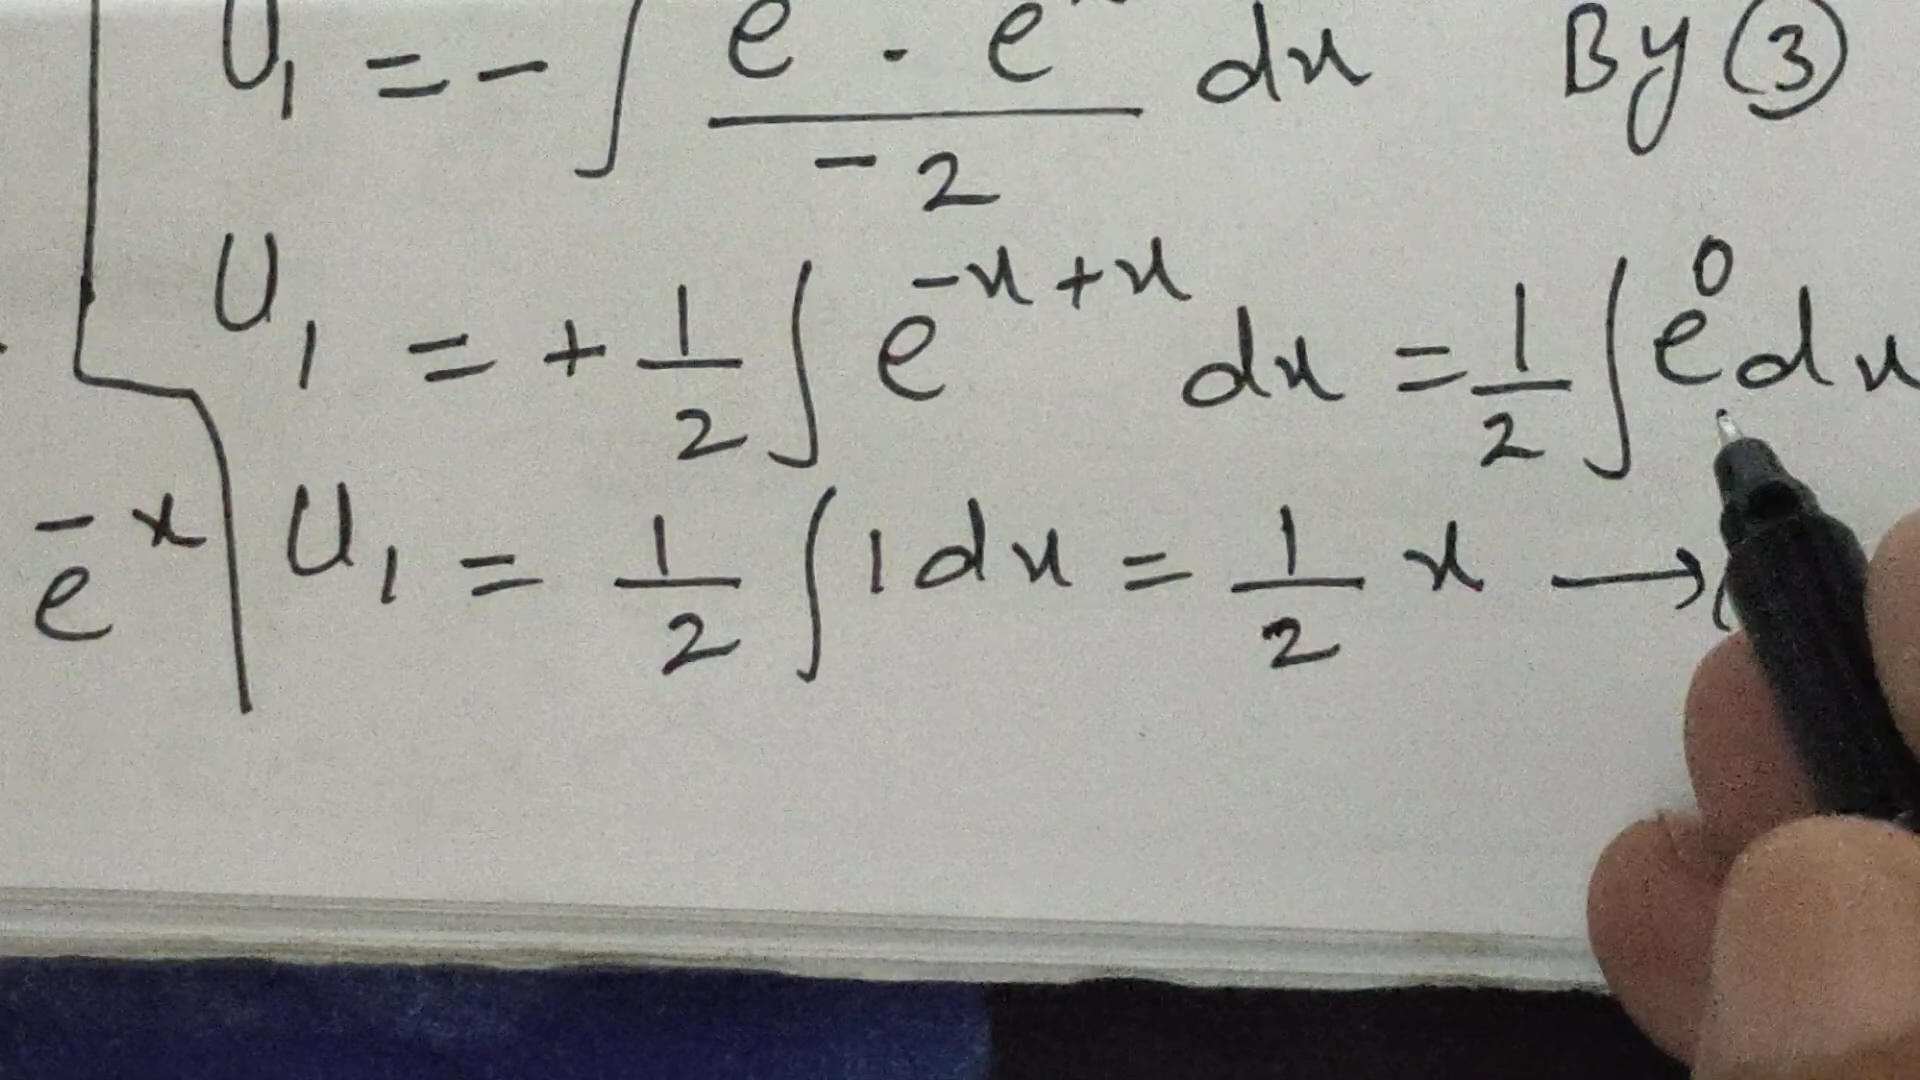 U₁ = - ∫ e · e / -2 dx By ③
U₁ = + 1/2 ∫ e^(-x+x) dx = 1/2 ∫ e⁰ dx
e^(-x) U₁ = 1/2 ∫ 1 dx = 1/2 x → (